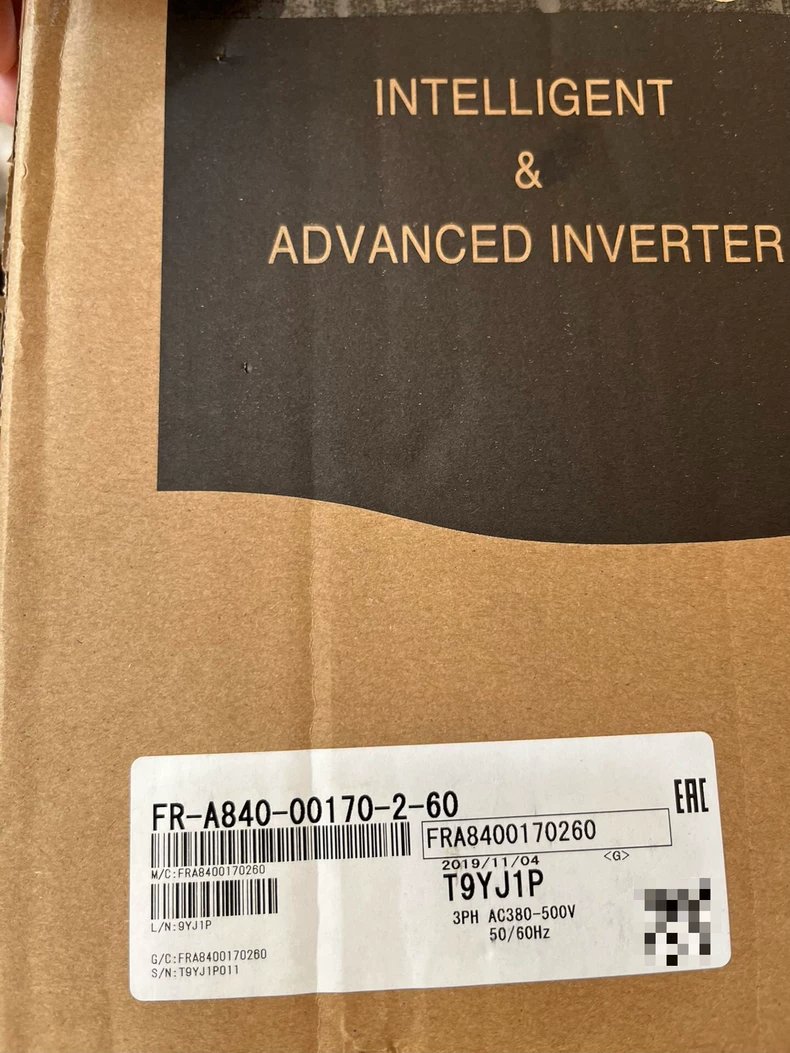 INTELLIGENT
&
ADVANCED INVERTER
FR-A840-00170-2-60
EAC
FRA8400170260
M/C:FRA8400170260
2019/11/04 <G>
T9YJ1P
L/N:9YJ1P
3PH AC380-500V
50/60Hz
G/C:FRA8400170260
S/N:T9YJ1P011